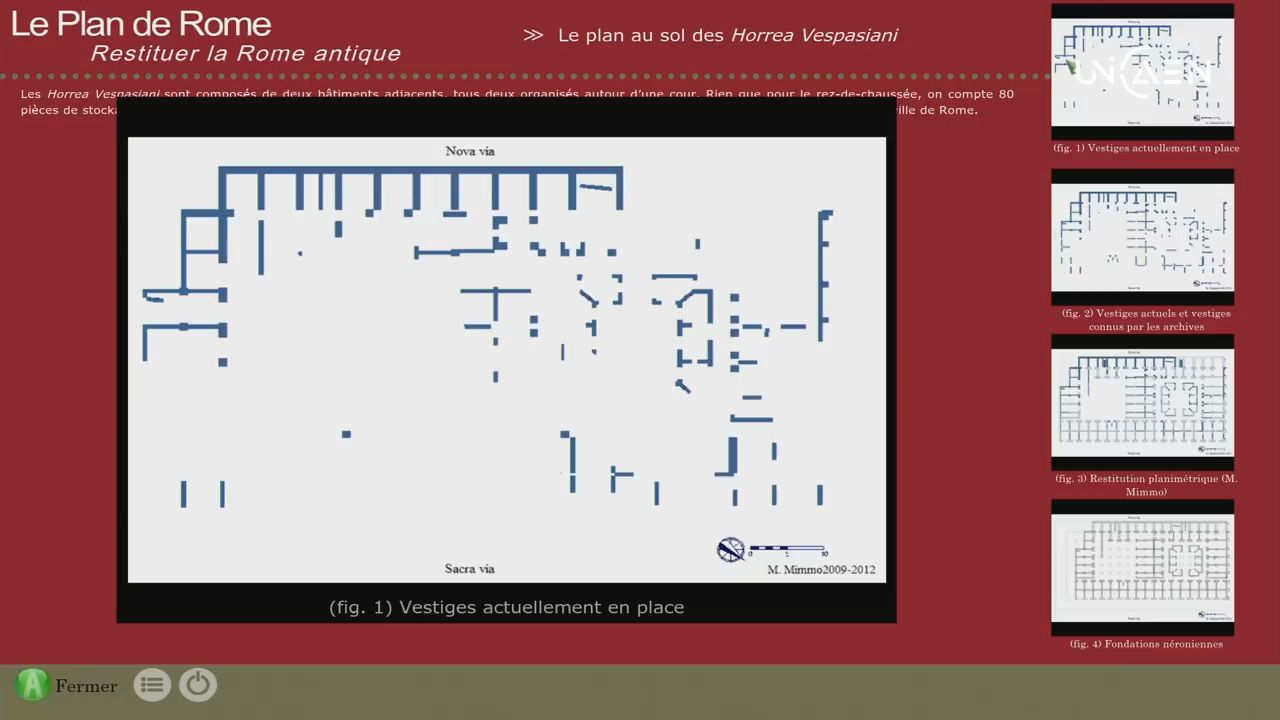 Le Plan de Rome
Restituer la Rome antique
>> Le plan au sol des Horrea Vespasiani
Les Horrea Vespasiani sont composés de deux bâtiments adjacents, tous deux organisés autour d'une cour. Rien que pour le rez-de-chaussée, on compte 80
pièces de stocka ville de Rome.
Nova via
Sacra via
M. Mimmo2009-2012
(fig. 1) Vestiges actuellement en place
UNICAEN
(fig. 1) Vestiges actuellement en place
(fig. 2) Vestiges actuels et vestiges
connus par les archives
(fig. 3) Restitution planimétrique (M.
Mimmo)
(fig. 4) Fondations néroniennes
A Fermer